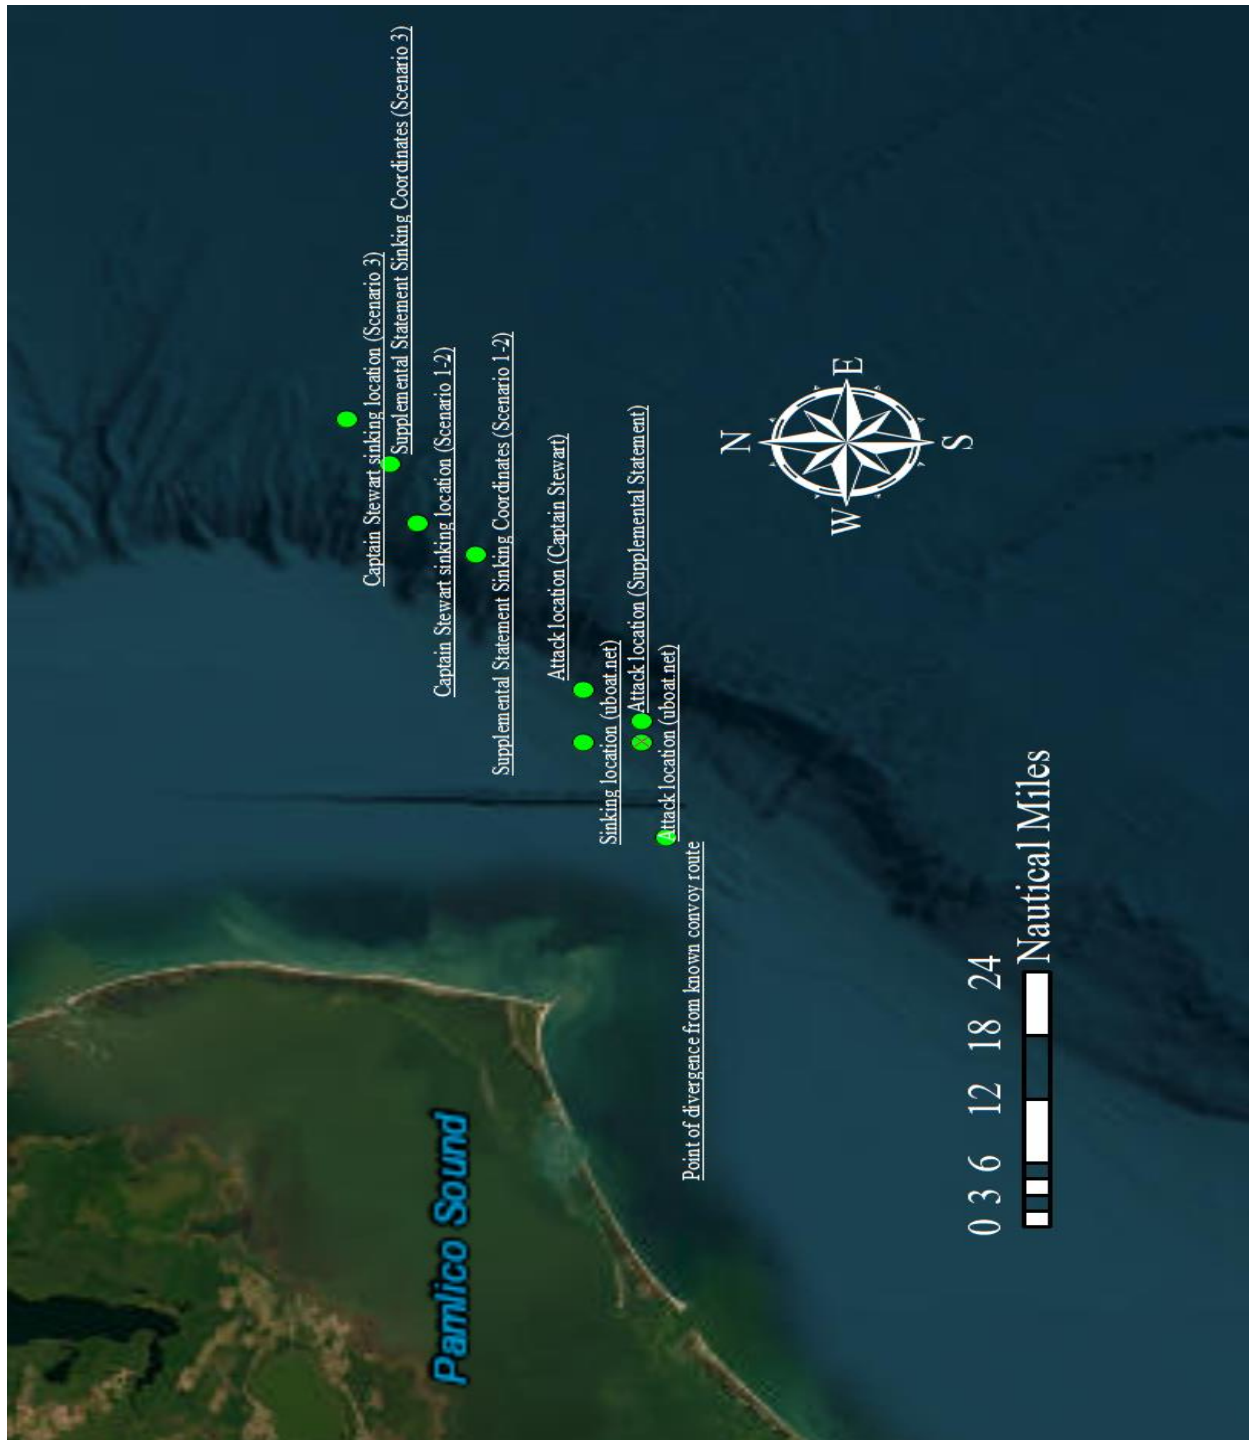 Captain Stewart sinking location (Scenario 3)
Supplemental Statement Sinking Coordinates (Scenario 3)
Captain Stewart sinking location (Scenario 1-2)
Supplemental Statement Sinking Coordinates (Scenario 1-2)
Attack location (Captain Stewart)
Sinking location (uboat.net)
Attack location (Supplemental Statement)
Attack location (uboat.net)
Point of divergence from known convoy route
Pamlico Sound
N
W
E
S
0 3 6 12 18 24
Nautical Miles